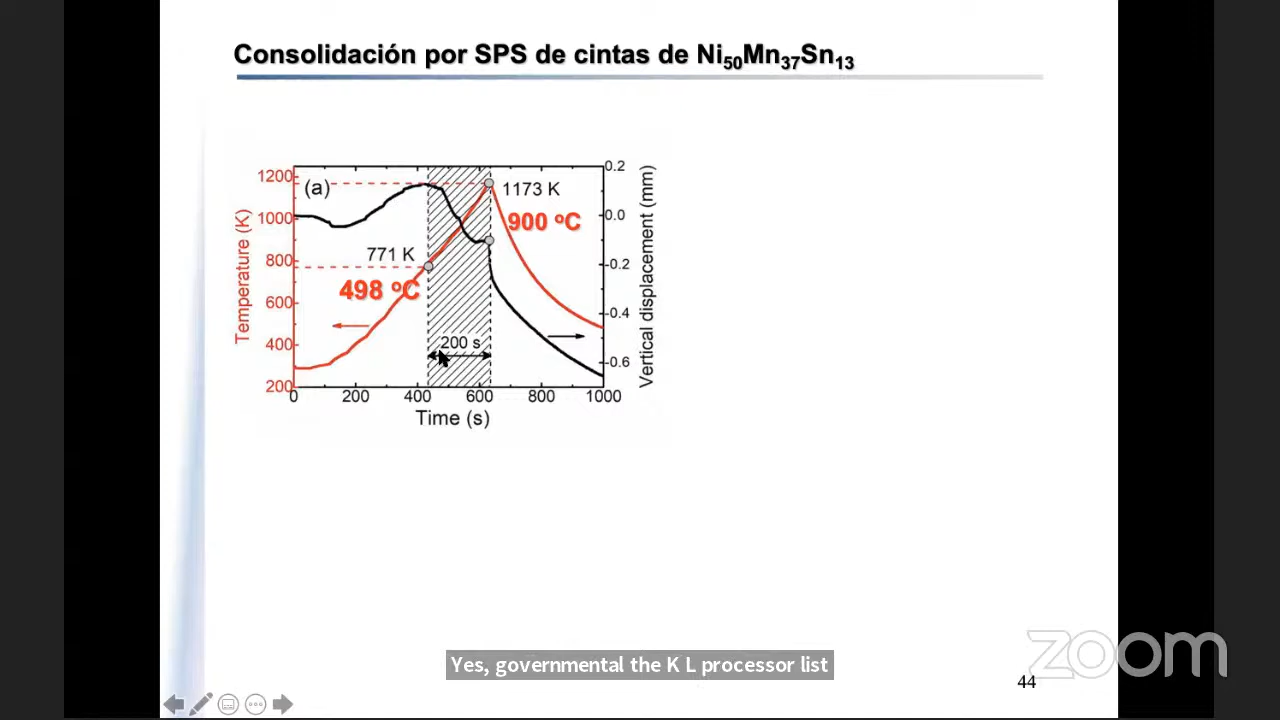 Consolidación por SPS de cintas de Ni50Mn37Sn13
(a)
1200
1000
800
600
400
200
Temperature (K)
0.2
0.0
-0.2
-0.4
-0.6
Vertical displacement (mm)
1173 K
900 ºC
771 K
498 ºC
200 s
0 200 400 600 800 1000
Time (s)
Yes, governmental the K L processor list
zoom
44